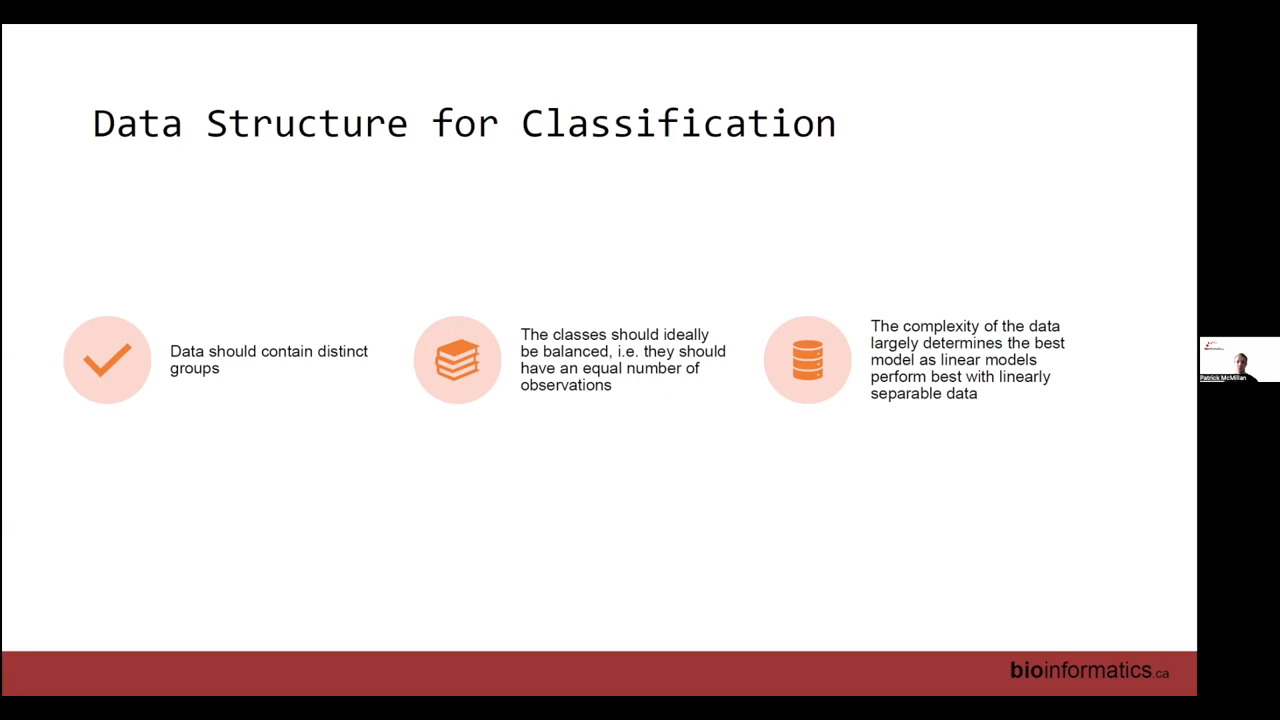 Data Structure for Classification
Data should contain distinct
groups
The classes should ideally
be balanced, i.e. they should
have an equal number of
observations
The complexity of the data
largely determines the best
model as linear models
perform best with linearly
separable data
bioinformatics.ca
Patrick McMillan